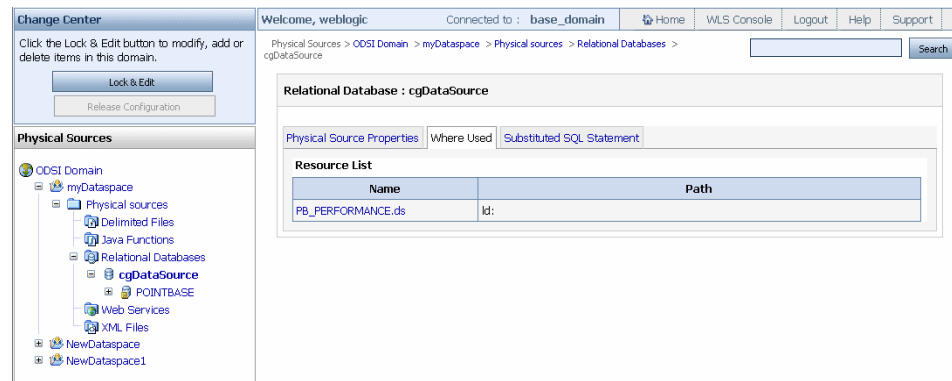 Change Center
Click the Lock & Edit button to modify, add or
delete items in this domain.
Lock & Edit
Release Configuration
Physical Sources
ODSI Domain
myDataspace
Physical sources
Delimited Files
Java Functions
Relational Databases
cgDataSource
POINTBASE
Web Services
XML Files
NewDataspace
NewDataspace1
Welcome, weblogic Connected to : base_domain Home WLS Console Logout Help Support
Physical Sources > ODSI Domain > myDataspace > Physical sources > Relational Databases >
cgDataSource
Search
Relational Database : cgDataSource
Physical Source Properties Where Used Substituted SQL Statement
Resource List
Name Path
PB_PERFORMANCE.ds ld: